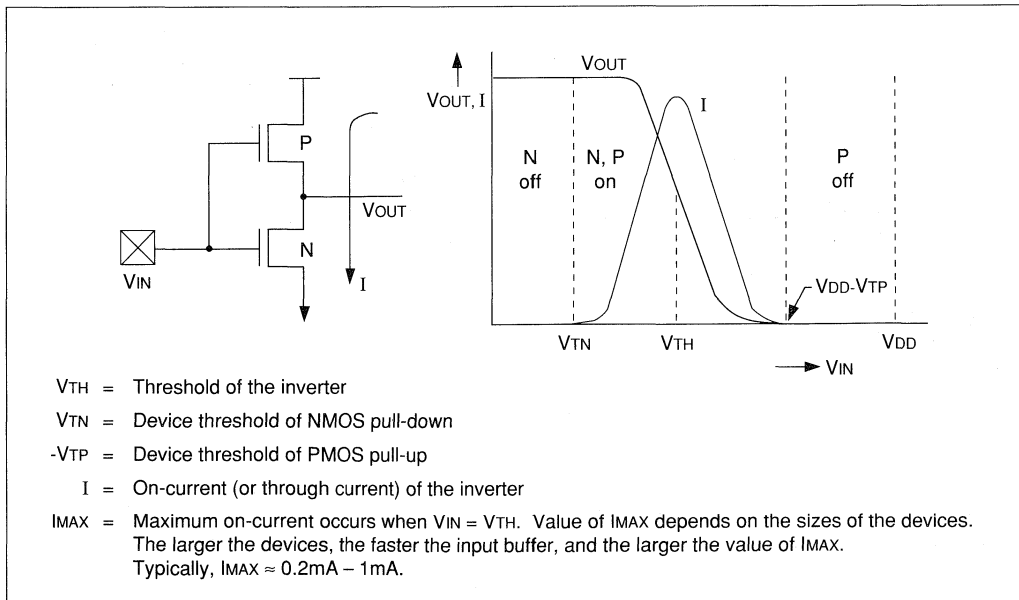 P
VOUT
N
VIN
I
VOUT, I
VOUT
I
N
off
N, P
on
P
off
VDD-VTP
VTN
VTH
VDD
VIN
VTH = Threshold of the inverter
VTN = Device threshold of NMOS pull-down
-VTP = Device threshold of PMOS pull-up
I = On-current (or through current) of the inverter
IMAX = Maximum on-current occurs when VIN = VTH. Value of IMAX depends on the sizes of the devices.
The larger the devices, the faster the input buffer, and the larger the value of IMAX.
Typically, IMAX ≈ 0.2mA – 1mA.